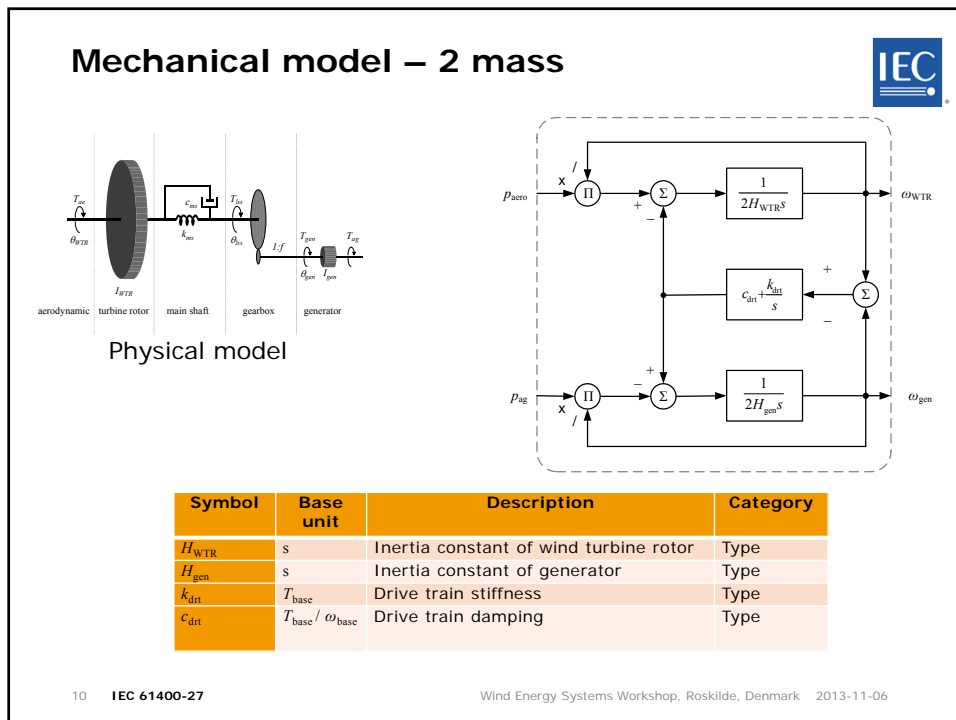 Mechanical model – 2 mass
IEC
®
T_ae
θ_WTR
I_WTR
c_ms
k_ms
T_lss
θ_lss
1:f
T_gen
θ_gen
I_gen
T_ag
aerodynamic turbine rotor main shaft gearbox generator
Physical model
p_aero
x
/
Π
+
−
Σ
1
2H_WTR s
ω_WTR
c_drt + k_drt
s
+
Σ
−
p_ag
x
/
Π
−
+
Σ
1
2H_gen s
ω_gen
Symbol Base unit Description Category
H_WTR s Inertia constant of wind turbine rotor Type
H_gen s Inertia constant of generator Type
k_drt T_base Drive train stiffness Type
c_drt T_base / ω_base Drive train damping Type
10 IEC 61400-27 Wind Energy Systems Workshop, Roskilde, Denmark 2013-11-06